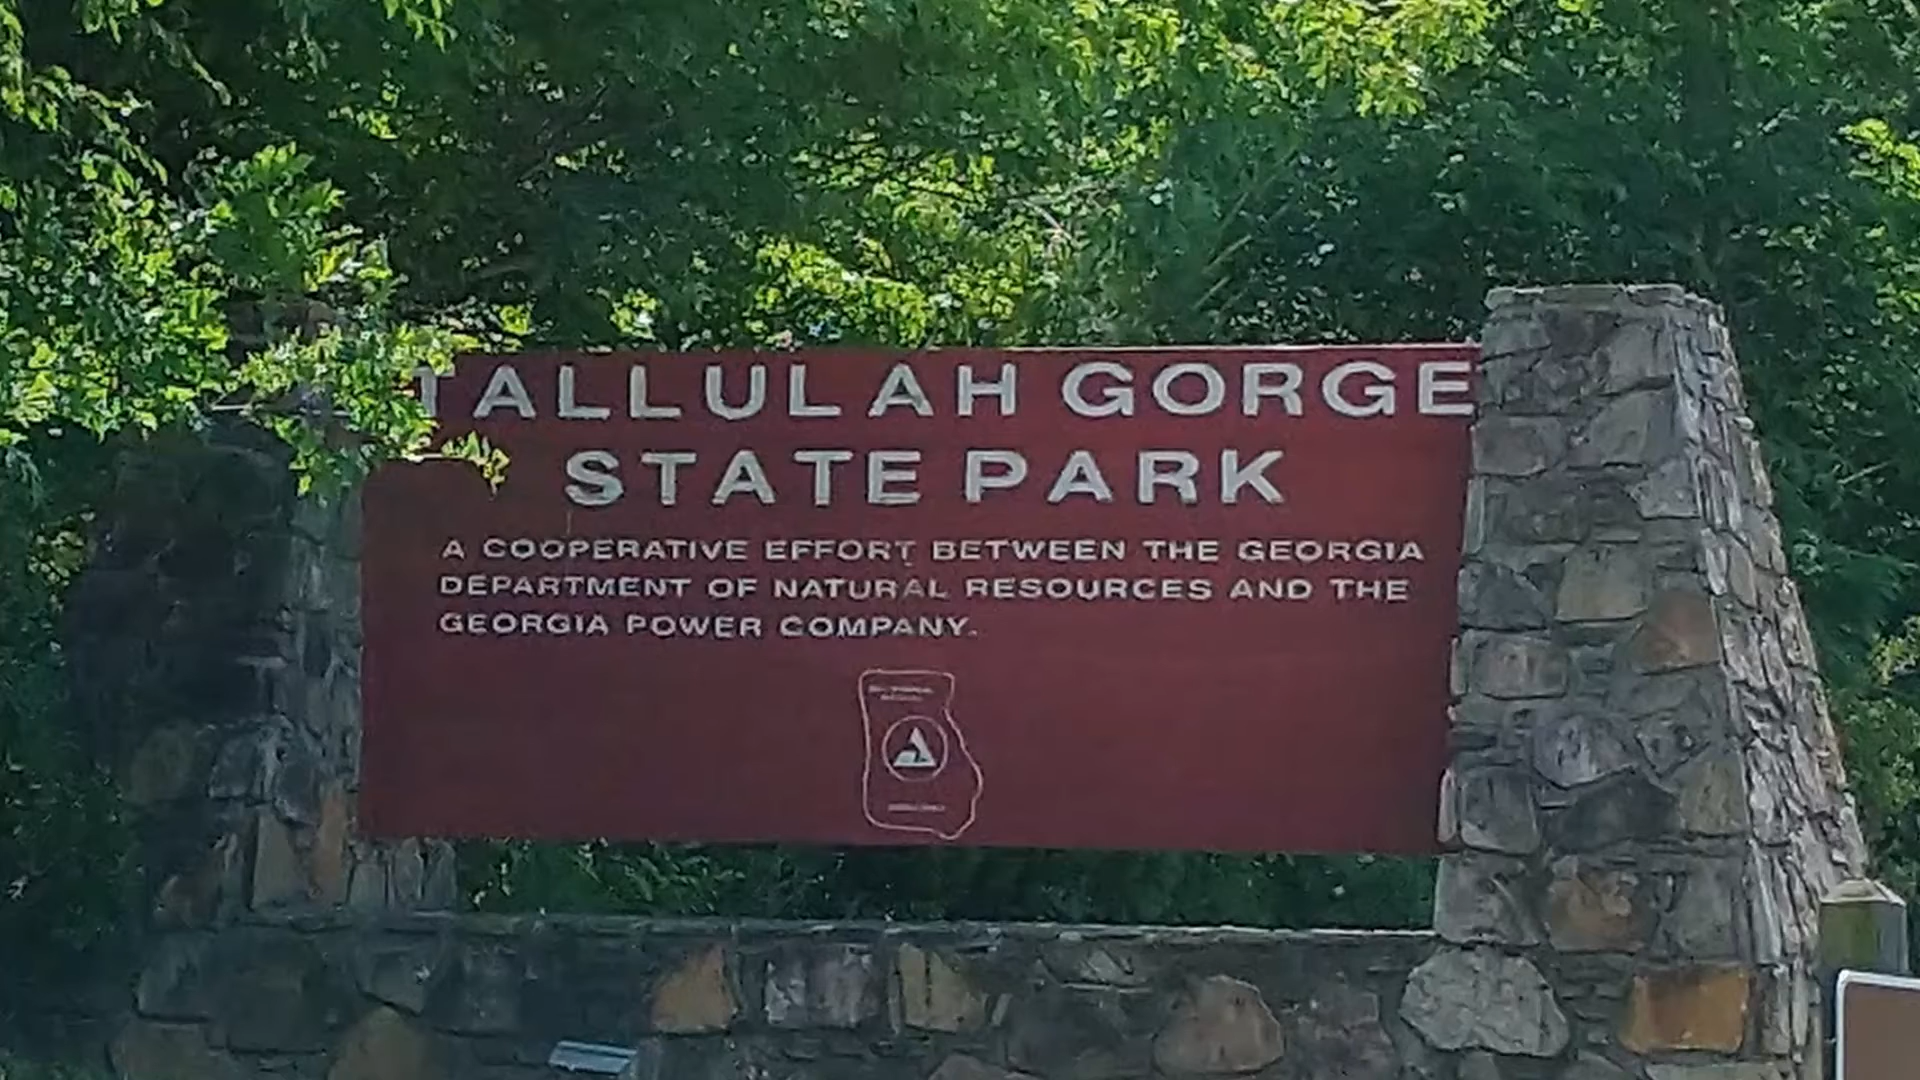 TALLULAH GORGE
STATE PARK
A COOPERATIVE EFFORT BETWEEN THE GEORGIA
DEPARTMENT OF NATURAL RESOURCES AND THE
GEORGIA POWER COMPANY.